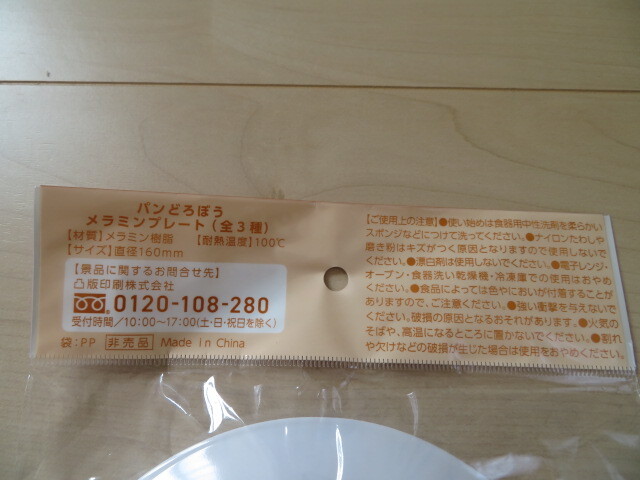 パンどろぼう
メラミンプレート（全3種）
【材質】メラミン樹脂　【耐熱温度】100℃
【サイズ】直径160mm
【景品に関するお問合せ先】
凸版印刷株式会社
0120-108-280
受付時間／10:00〜17:00（土・日・祝日を除く）
袋：PP 非売品 Made in China
【ご使用上の注意】●使い始めは食器用中性洗剤を柔らかい
スポンジなどにつけて洗ってください。●ナイロンたわしや
磨き粉はキズがつく原因となりますので使用しないで
ください。●漂白剤は使用しないでください。●電子レンジ・
オーブン・食器洗い乾燥機・冷凍庫での使用はおやめ
ください。●食品によっては色やにおいが付着することが
ありますので、ご注意ください。●強い衝撃を与えないで
ください。破損の原因となるおそれがあります。●火気の
そばや、高温になるところに置かないでください。●割れ
や欠けなどの破損が生じた場合は使用をおやめください。